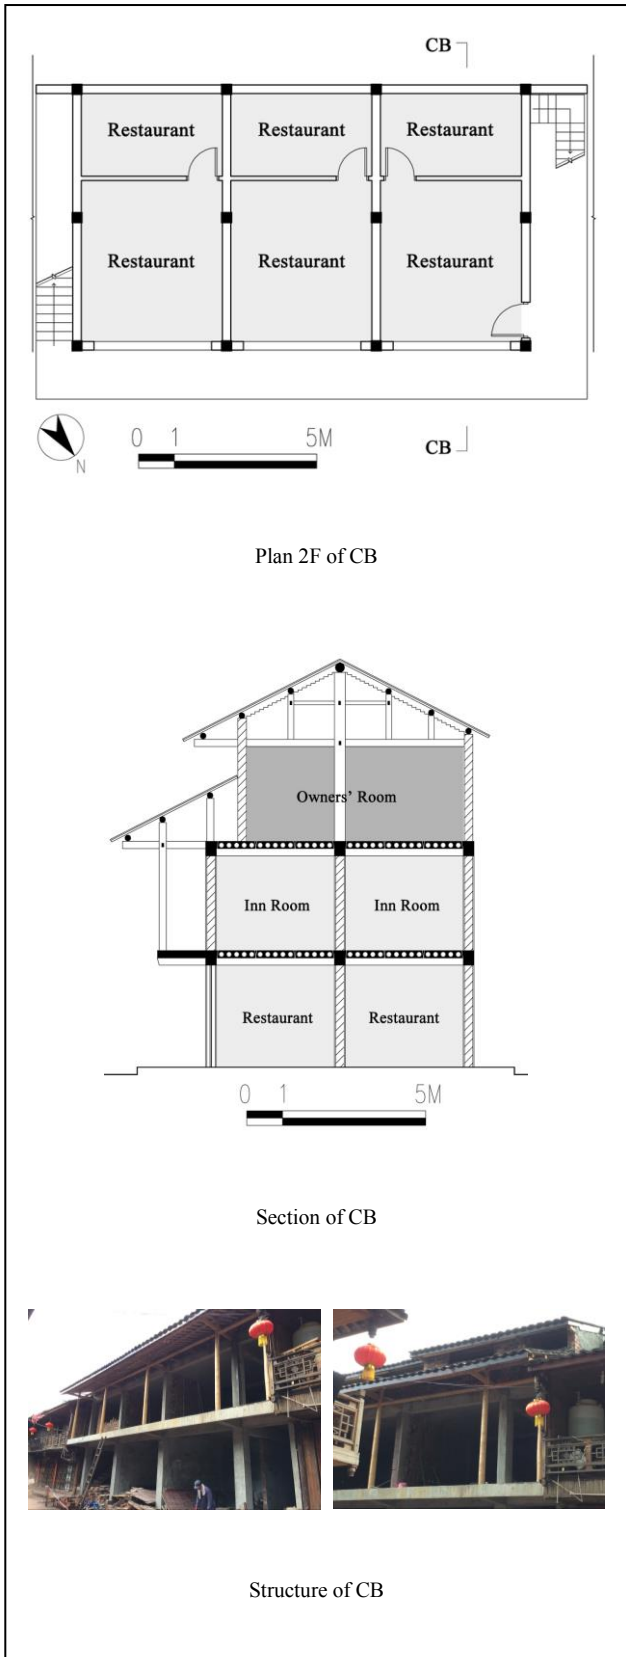 CB
Restaurant Restaurant Restaurant
Restaurant Restaurant Restaurant
N
0 1 5M
CB
Plan 2F of CB
Owners' Room
Inn Room Inn Room
Restaurant Restaurant
0 1 5M
Section of CB
Structure of CB